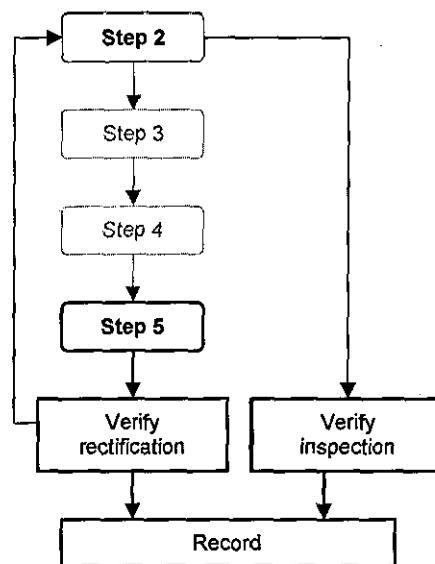 Step 2
Step 3
Step 4
Step 5
Verify
rectification
Verify
inspection
Record